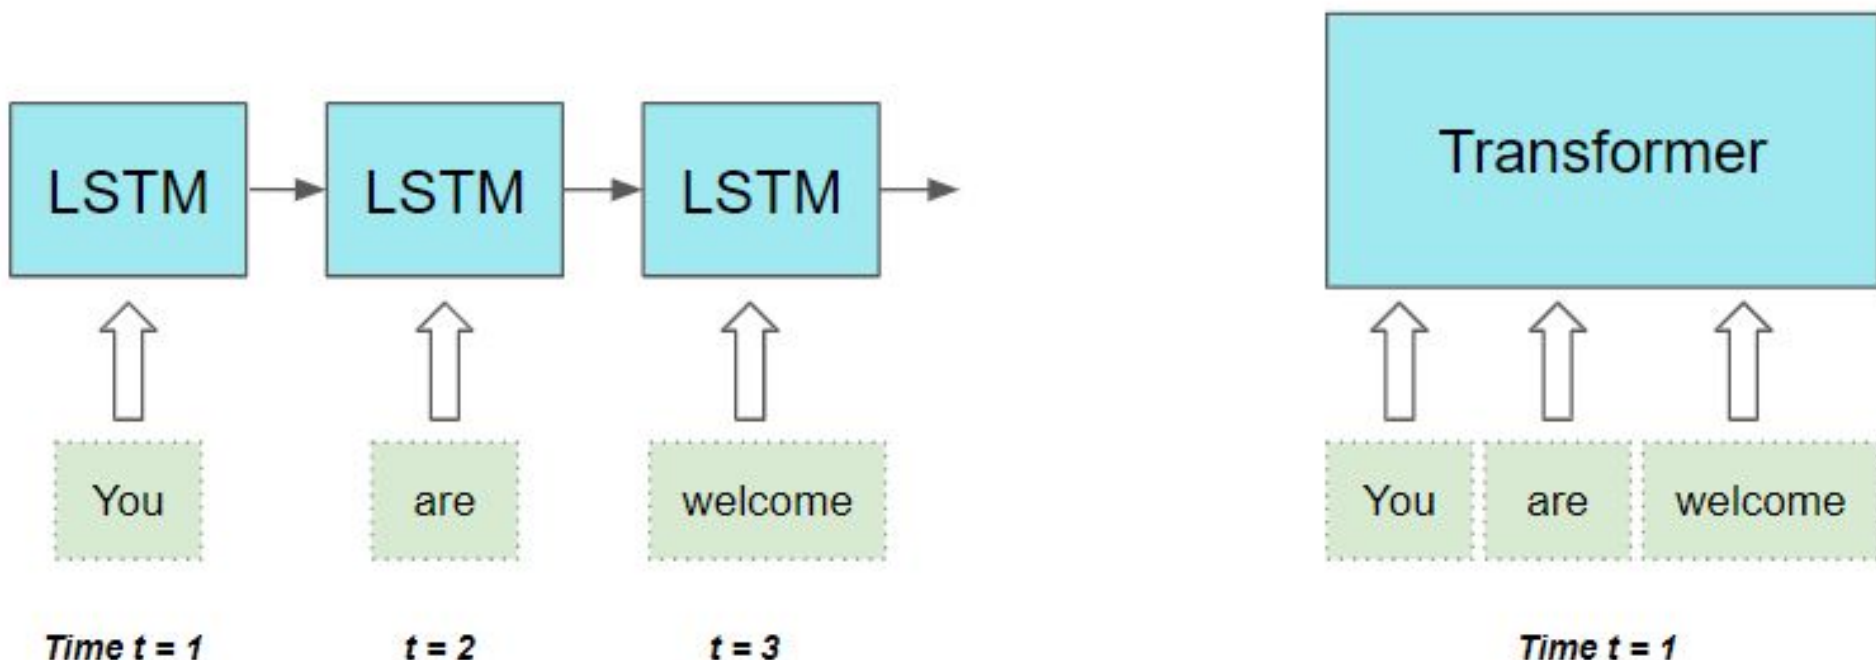 LSTM LSTM LSTM
You are welcome
Time t = 1 t = 2 t = 3
Transformer
You are welcome
Time t = 1